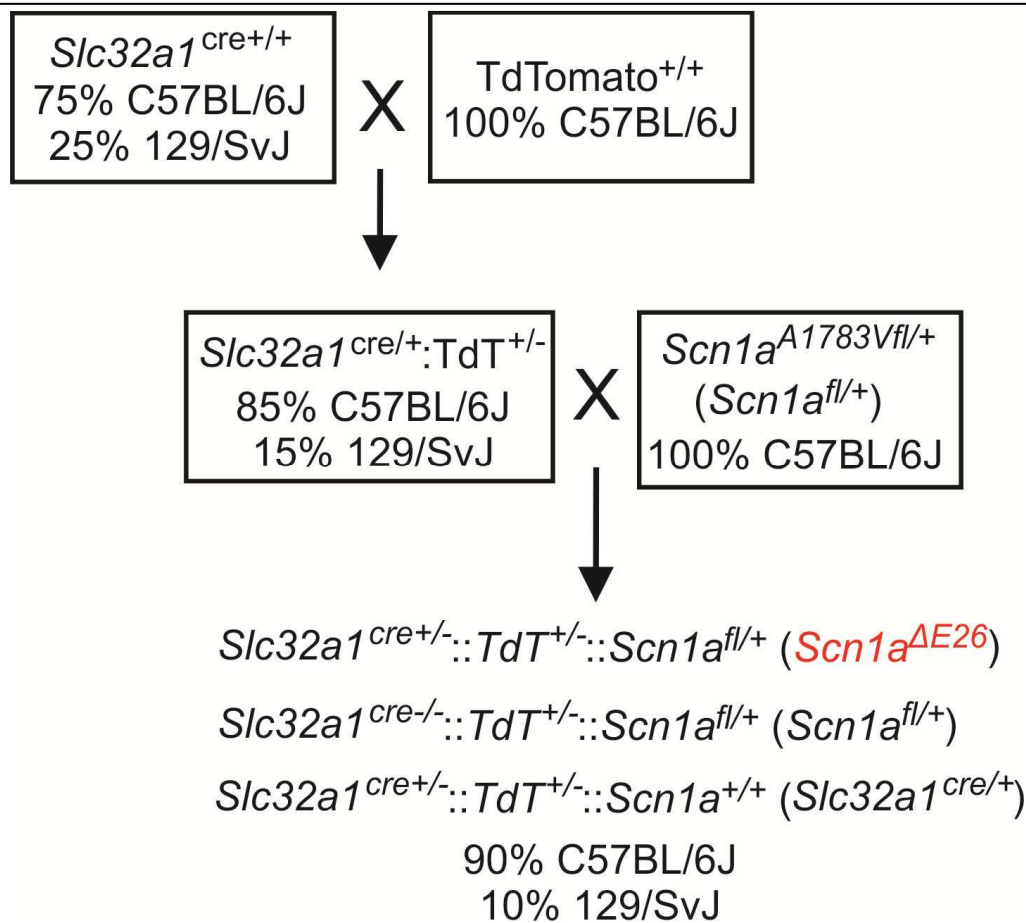 Slc32a1cre+/+
75% C57BL/6J
25% 129/SvJ
X
TdTomato+/+
100% C57BL/6J
Slc32a1cre/+:TdT+/-
85% C57BL/6J
15% 129/SvJ
X
Scn1aA1783Vfl/+
(Scn1afl/+)
100% C57BL/6J
Slc32a1cre+/-::TdT+/-::Scn1afl/+ (Scn1aΔE26)
Slc32a1cre-/-::TdT+/-::Scn1afl/+ (Scn1afl/+)
Slc32a1cre+/-::TdT+/-::Scn1a+/+ (Slc32a1cre/+)
90% C57BL/6J
10% 129/SvJ